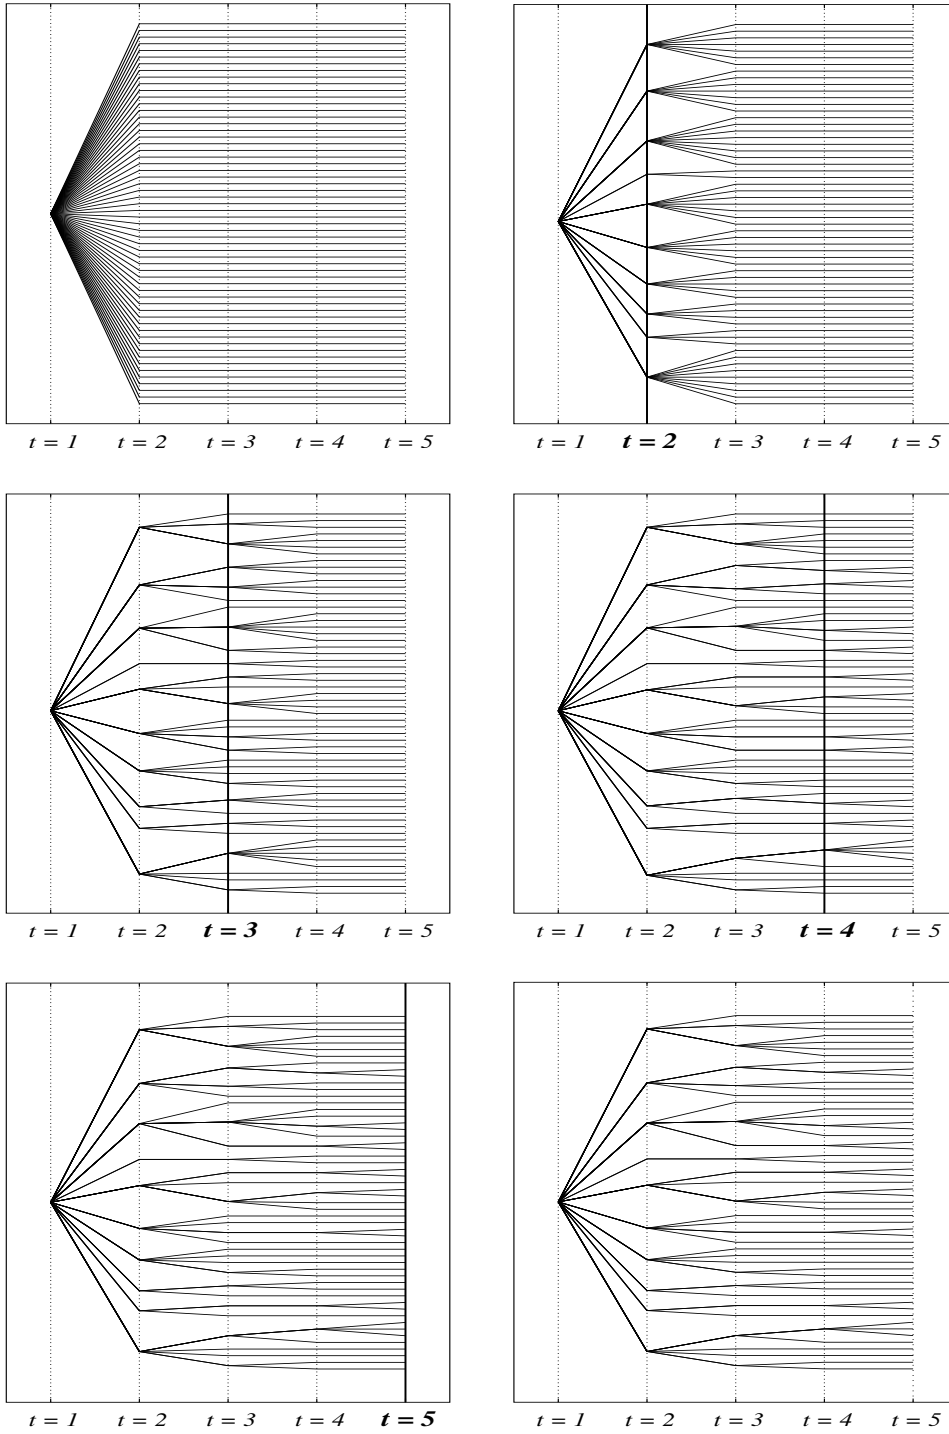 t = 1 t = 2 t = 3 t = 4 t = 5
t = 1 t = 2 t = 3 t = 4 t = 5
t = 1 t = 2 t = 3 t = 4 t = 5
t = 1 t = 2 t = 3 t = 4 t = 5
t = 1 t = 2 t = 3 t = 4 t = 5
t = 1 t = 2 t = 3 t = 4 t = 5